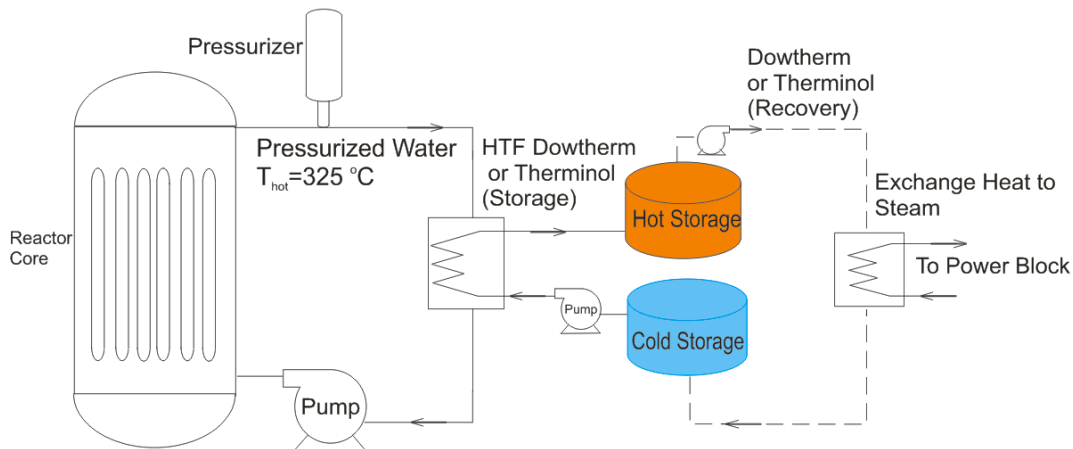 Pressurizer
Pressurized Water
Thot=325 °C
Reactor
Core
Pump
HTF Dowtherm
or Therminol
(Storage)
Hot Storage
Pump
Cold Storage
Dowtherm
or Therminol
(Recovery)
Exchange Heat to
Steam
To Power Block